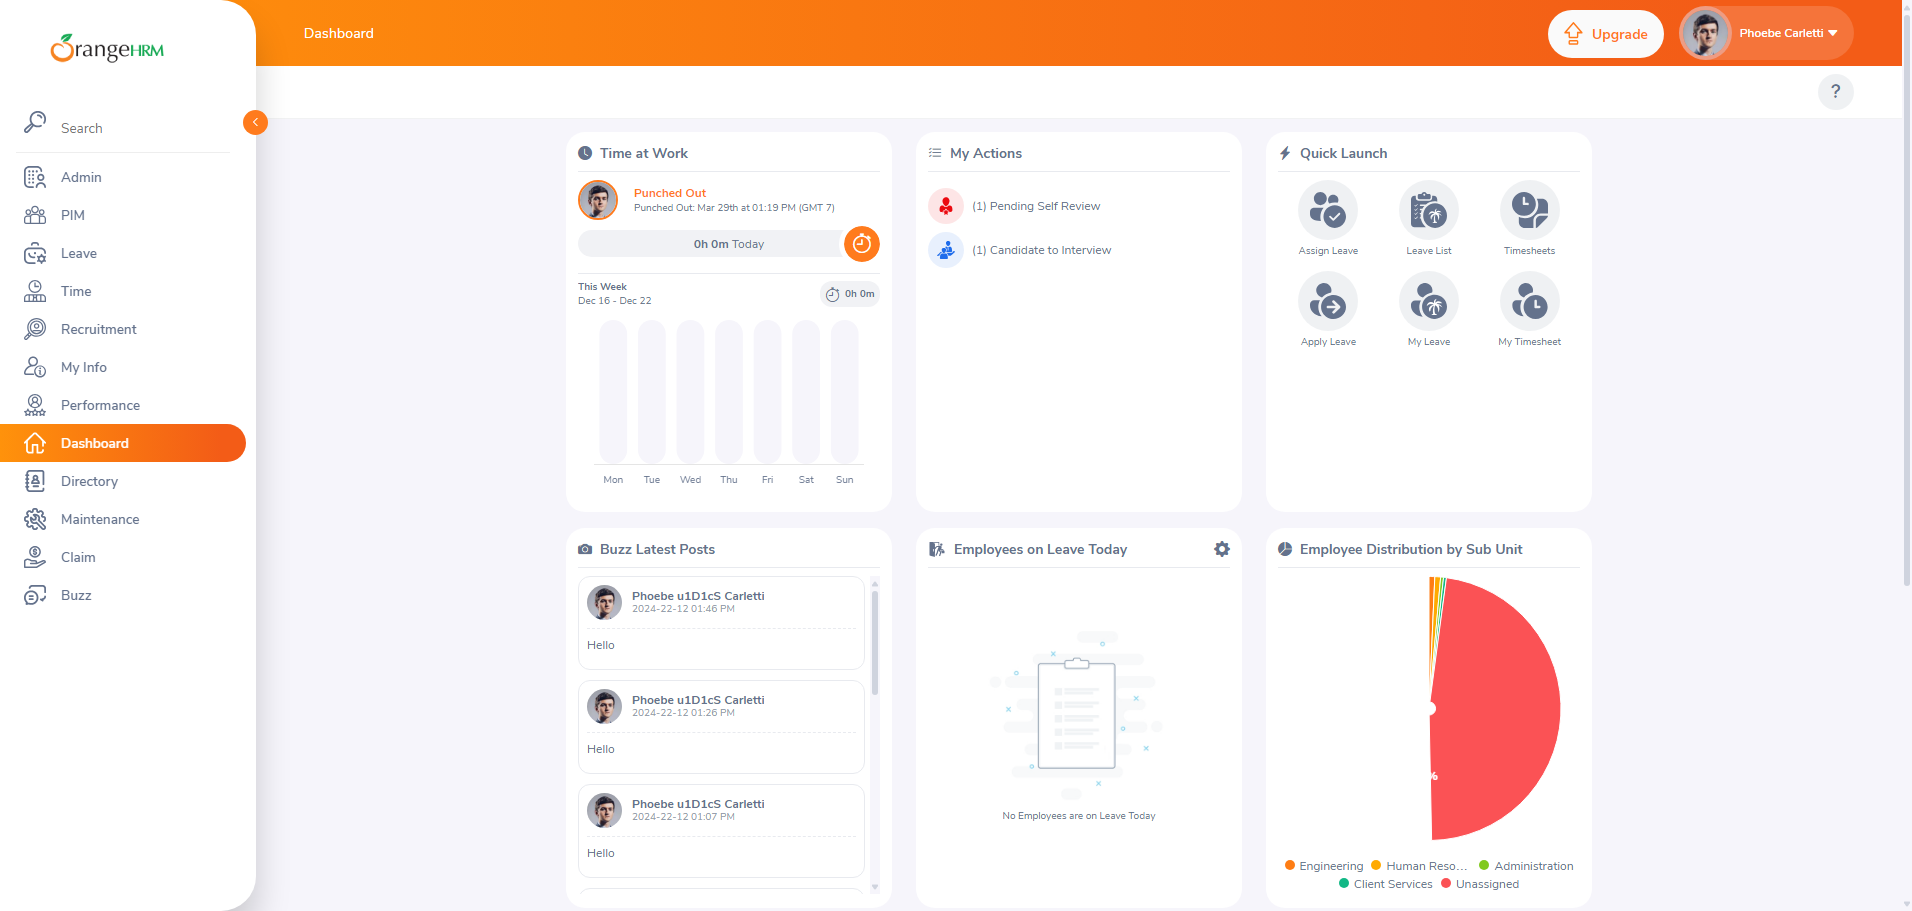 OrangeHRM
Search
Admin
PIM
Leave
Time
Recruitment
My Info
Performance
Dashboard
Directory
Maintenance
Claim
Buzz
Dashboard
Upgrade
Phoebe Carletti
?
Time at Work
Punched Out
Punched Out: Mar 29th at 01:19 PM (GMT 7)
0h 0m Today
This Week
Dec 16 - Dec 22
0h 0m
Mon Tue Wed Thu Fri Sat Sun
My Actions
(1) Pending Self Review
(1) Candidate to Interview
Quick Launch
Assign Leave Leave List Timesheets
Apply Leave My Leave My Timesheet
Buzz Latest Posts
Phoebe u1D1cS Carletti
2024-22-12 01:46 PM
Hello
Phoebe u1D1cS Carletti
2024-22-12 01:26 PM
Hello
Phoebe u1D1cS Carletti
2024-22-12 01:07 PM
Hello
Employees on Leave Today
No Employees are on Leave Today
Employee Distribution by Sub Unit
%
Engineering Human Reso... Administration
Client Services Unassigned